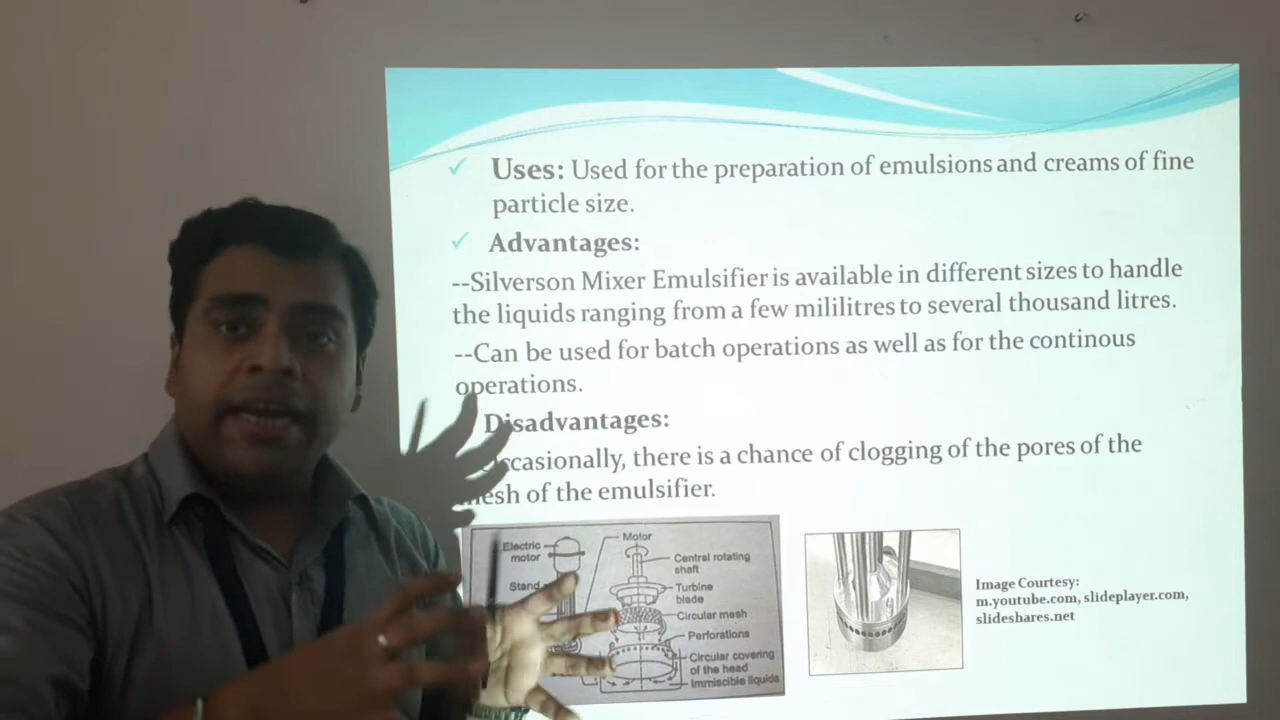 Uses: Used for the preparation of emulsions and creams of fine
particle size.
Advantages:
--Silverson Mixer Emulsifier is available in different sizes to handle
the liquids ranging from a few mililitres to several thousand litres.
--Can be used for batch operations as well as for the continous
operations.
Disadvantages:
Occasionally, there is a chance of clogging of the pores of the
mesh of the emulsifier.
Electric
motor
Stand
Motor
Central rotating
shaft
Turbine
blade
Circular mesh
Perforations
Circular covering
of the head
Immiscible liquids
Image Courtesy:
m.youtube.com, slideplayer.com,
slideshares.net